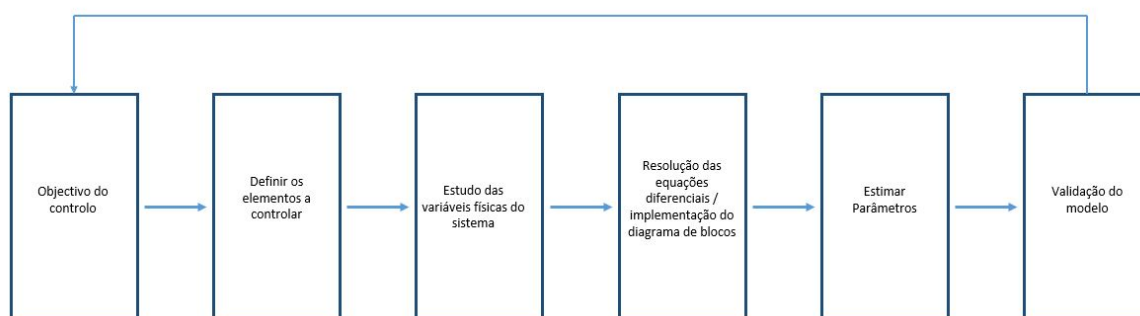 Objectivo do
controlo
Definir os
elementos a
controlar
Estudo das
variáveis físicas do
sistema
Resolução das
equações
diferenciais /
implementação do
diagrama de blocos
Estimar
Parâmetros
Validação do
modelo